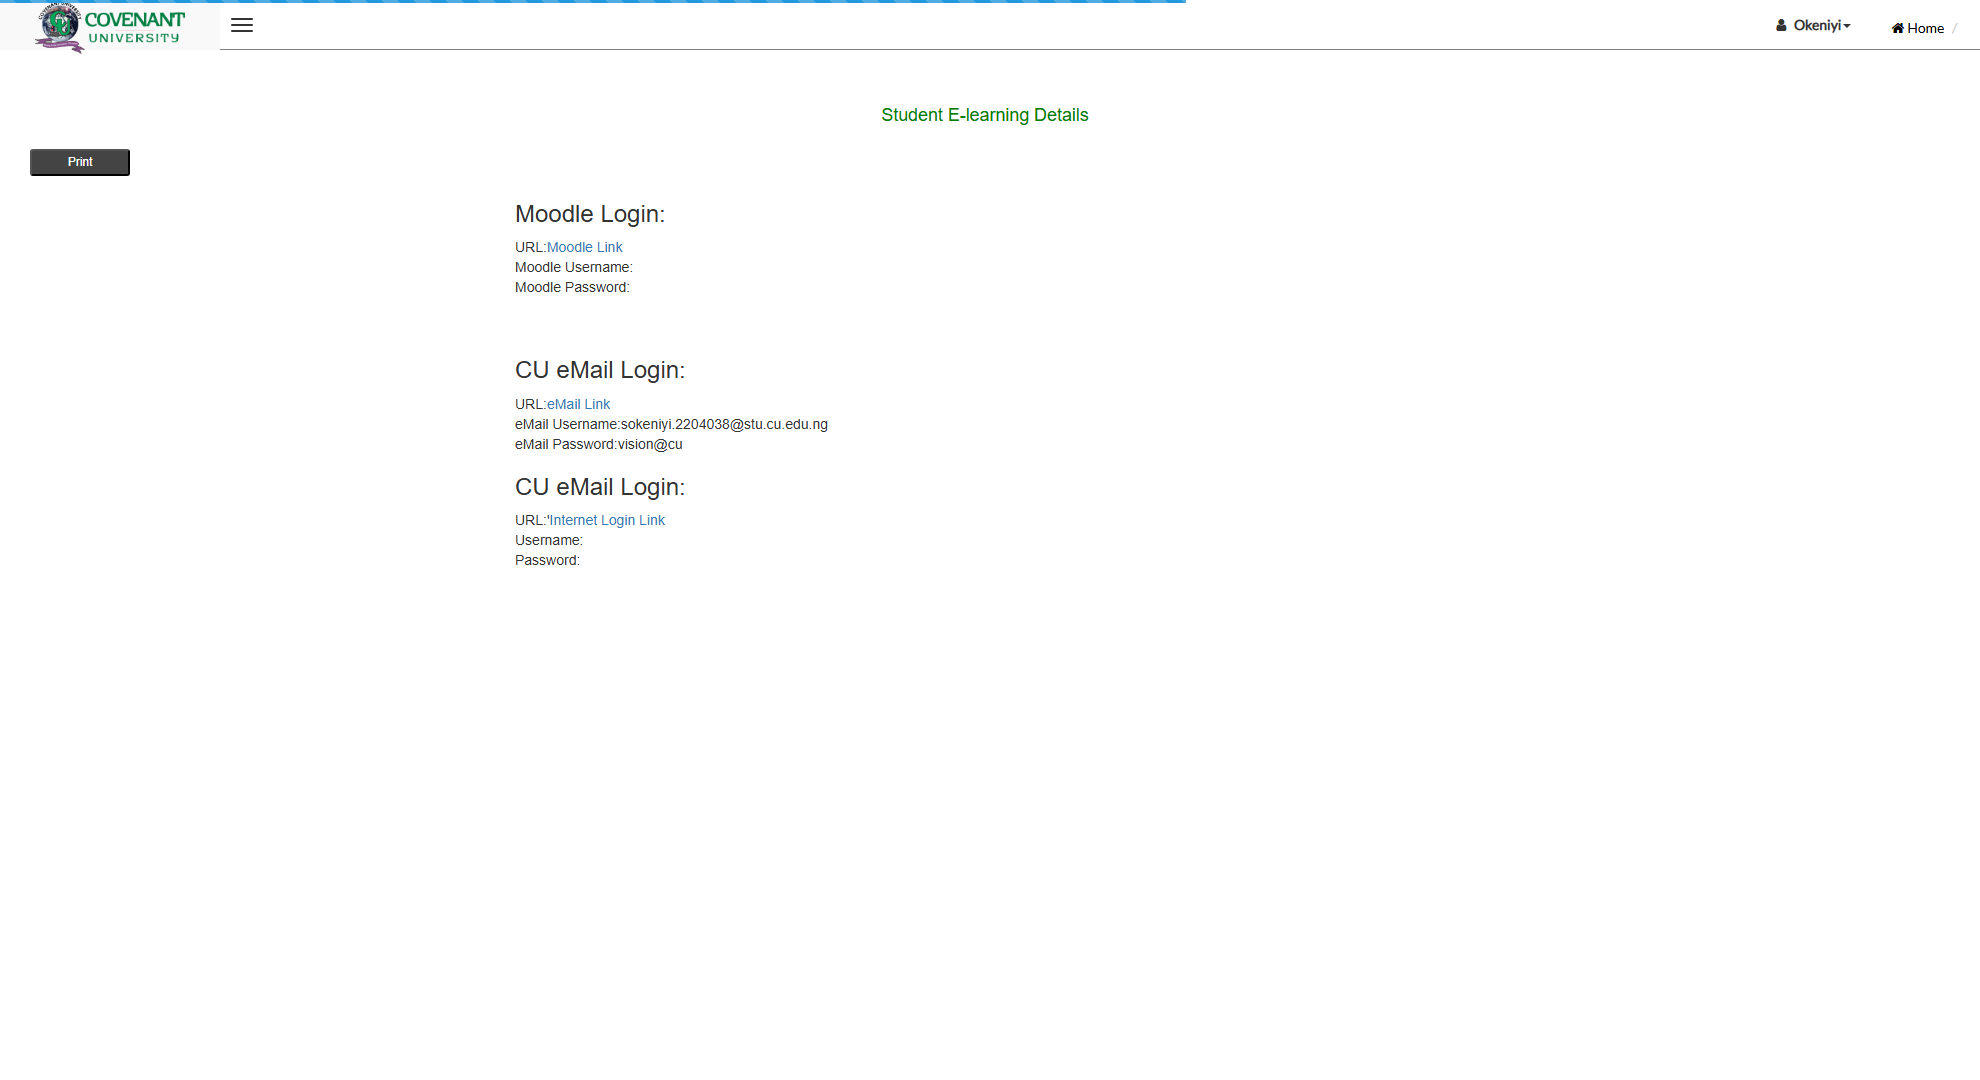 COVENANT
UNIVERSITY
Okeniyi
Home /
Student E-learning Details
Print
Moodle Login:
URL:Moodle Link
Moodle Username:
Moodle Password:
CU eMail Login:
URL:eMail Link
eMail Username:sokeniyi.2204038@stu.cu.edu.ng
eMail Password:vision@cu
CU eMail Login:
URL:'Internet Login Link
Username:
Password: